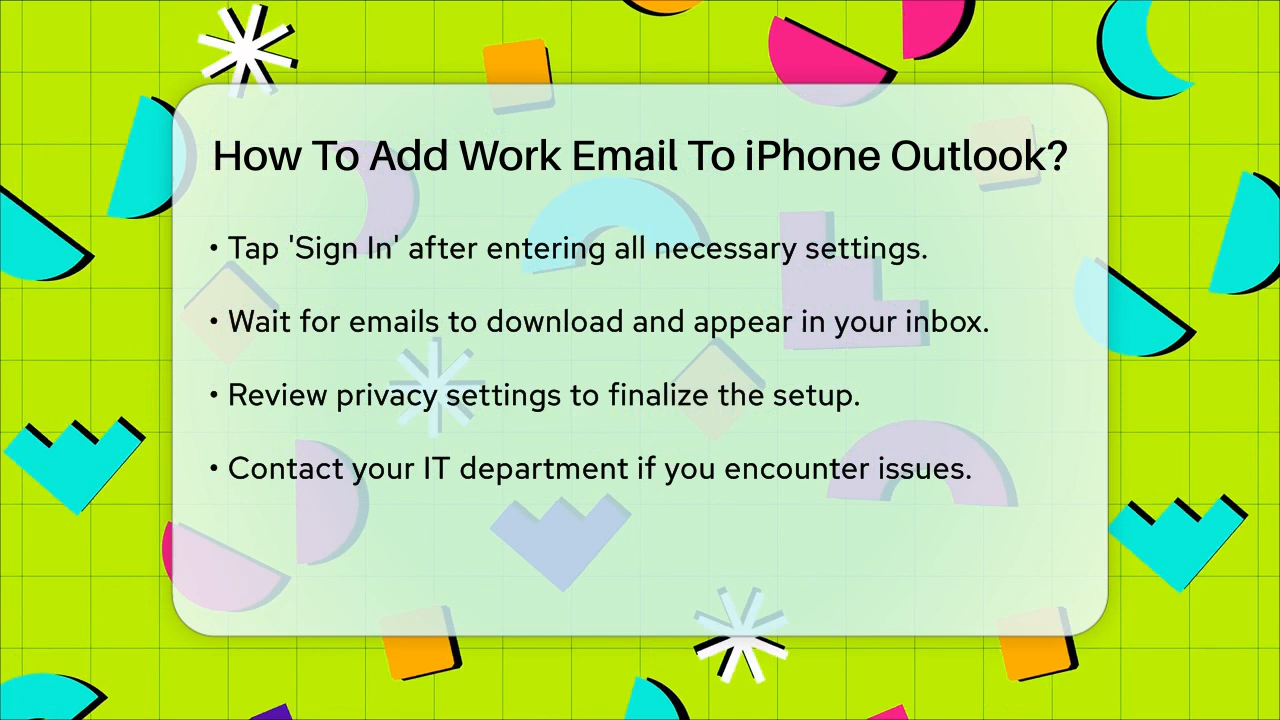 How To Add Work Email To iPhone Outlook?
• Tap 'Sign In' after entering all necessary settings.
• Wait for emails to download and appear in your inbox.
• Review privacy settings to finalize the setup.
• Contact your IT department if you encounter issues.